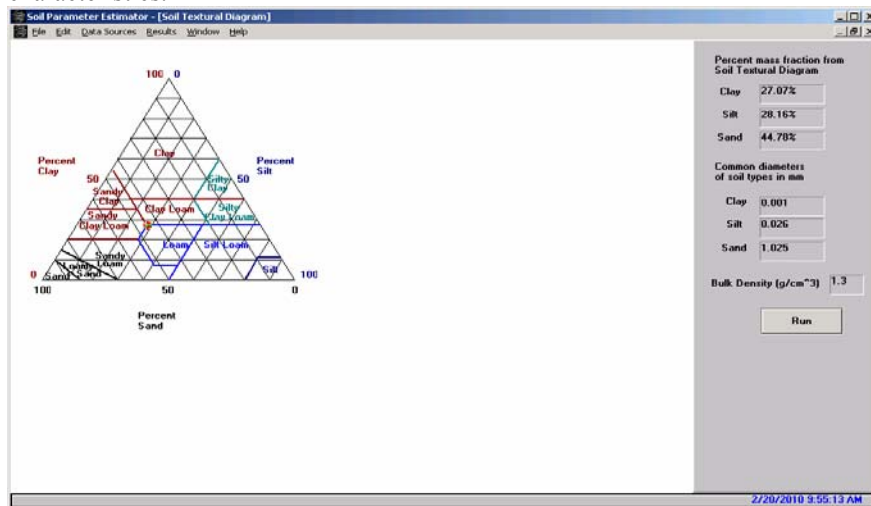 Soil Parameter Estimator - [Soil Textural Diagram]
File Edit Data Sources Results Window Help
100 0
Percent
Clay
Percent
Silt
Clay
50
50
Silty
Clay
Sandy
Clay
Clay Loam
Silty
Clay Loam
Sandy
Clay Loam
Loam
Silt Loam
Sandy
Loam
Loamy
Sand
Sand
Silt
0
100
100
50
0
Percent
Sand
Percent mass fraction from
Soil Textural Diagram
Clay 27.07%
Silt 28.16%
Sand 44.78%
Common diameters
of soil types in mm
Clay 0.001
Silt 0.026
Sand 1.025
Bulk Density (g/cm^3) 1.3
Run
2/20/2010 9:55:13 AM